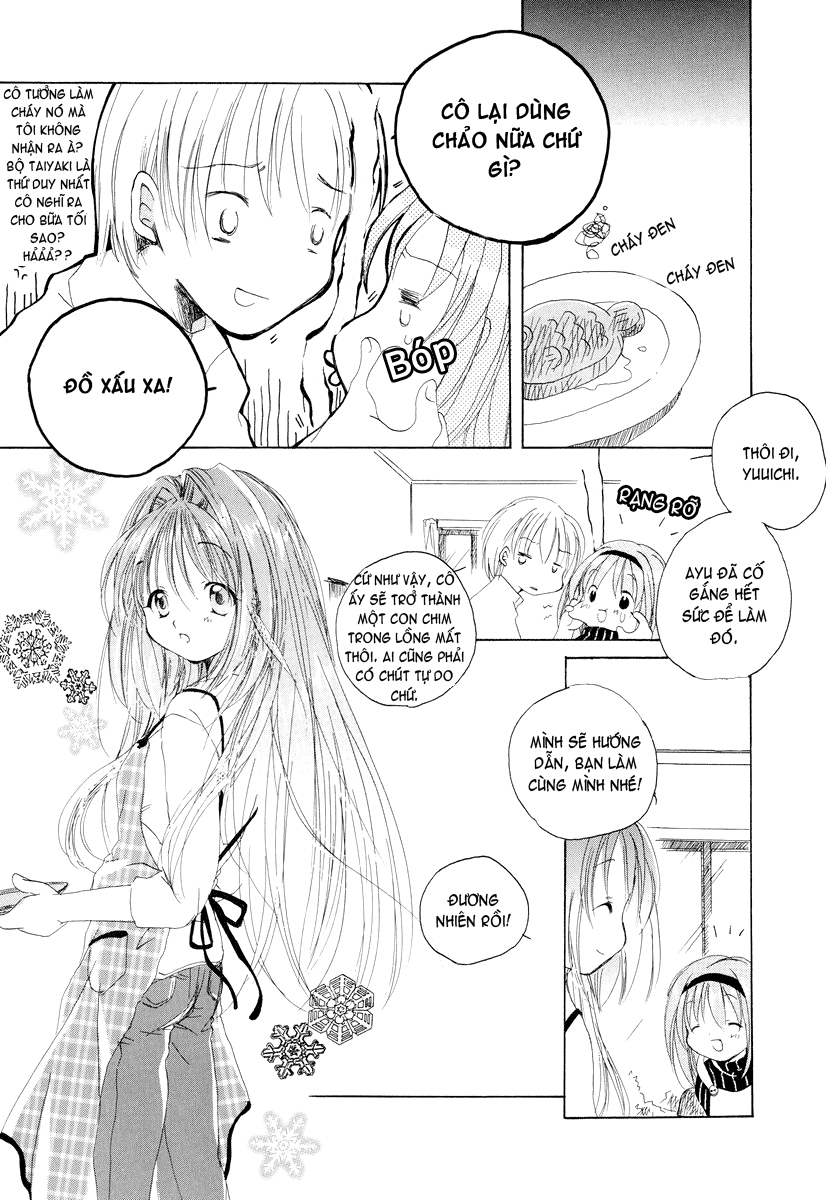 CHÁY ĐEN
CHÁY ĐEN
CÔ LẠI DÙNG
CHẢO NỮA CHỨ
GÌ?
CÔ TƯỞNG LÀM
CHÁY NÓ MÀ
TÔI KHÔNG
NHẬN RA À?
BỘ TAIYAKI LÀ
THỨ DUY NHẤT
CÔ NGHĨ RA
CHO BỮA TỐI
SAO?
HẢẢẢ??
BÓP
ĐỒ XẤU XA!
THÔI ĐI,
YUUICHI.
RẠNG RỠ
AYU ĐÃ CỐ
GẮNG HẾT
SỨC ĐỂ LÀM
ĐÓ.
CỨ NHƯ VẬY, CÔ
ẤY SẼ TRỞ THÀNH
MỘT CON CHIM
TRONG LỒNG MẤT
THÔI. AI CŨNG PHẢI
CÓ CHÚT TỰ DO
CHỨ.
MÌNH SẼ HƯỚNG
DẪN, BẠN LÀM
CÙNG MÌNH NHÉ!
ĐƯƠNG
NHIÊN RỒI!